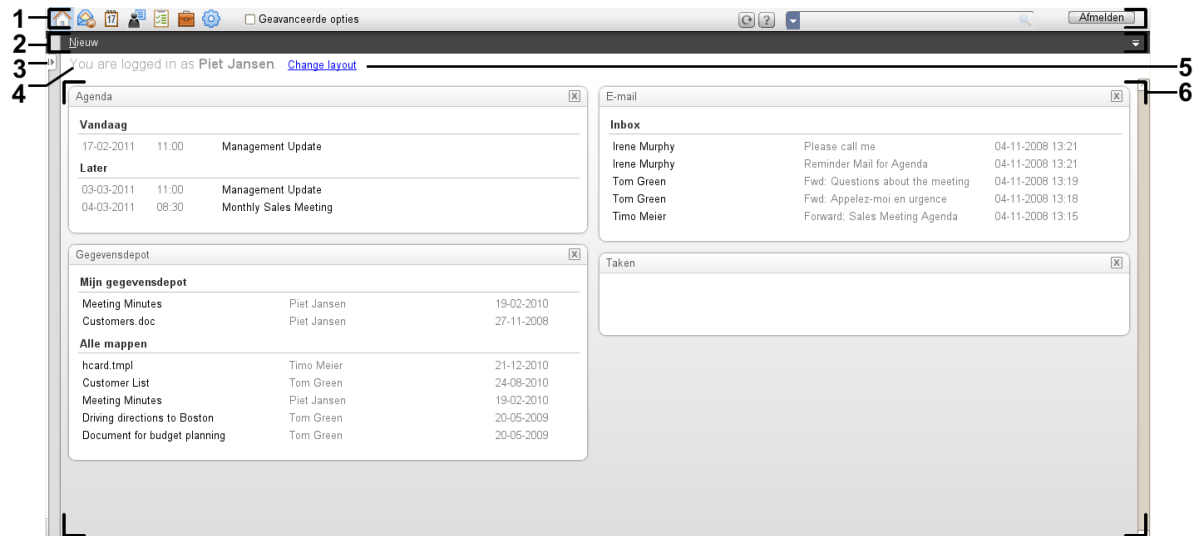 1
17
Geavanceerde opties
?
Afmelden
2
Nieuw
3
4
You are logged in as Piet Jansen. Change layout
5
6
Agenda X
Vandaag
17-02-2011 11:00 Management Update
Later
03-03-2011 11:00 Management Update
04-03-2011 08:30 Monthly Sales Meeting
E-mail X
Inbox
Irene Murphy Please call me 04-11-2008 13:21
Irene Murphy Reminder Mail for Agenda 04-11-2008 13:21
Tom Green Fwd: Questions about the meeting 04-11-2008 13:19
Tom Green Fwd: Appelez-moi en urgence 04-11-2008 13:18
Timo Meier Forward: Sales Meeting Agenda 04-11-2008 13:15
Gegevensdepot X
Mijn gegevensdepot
Meeting Minutes Piet Jansen 19-02-2010
Customers.doc Piet Jansen 27-11-2008
Alle mappen
hcard.tmpl Timo Meier 21-12-2010
Customer List Tom Green 24-08-2010
Meeting Minutes Piet Jansen 19-02-2010
Driving directions to Boston Tom Green 20-05-2009
Document for budget planning Tom Green 20-05-2009
Taken X